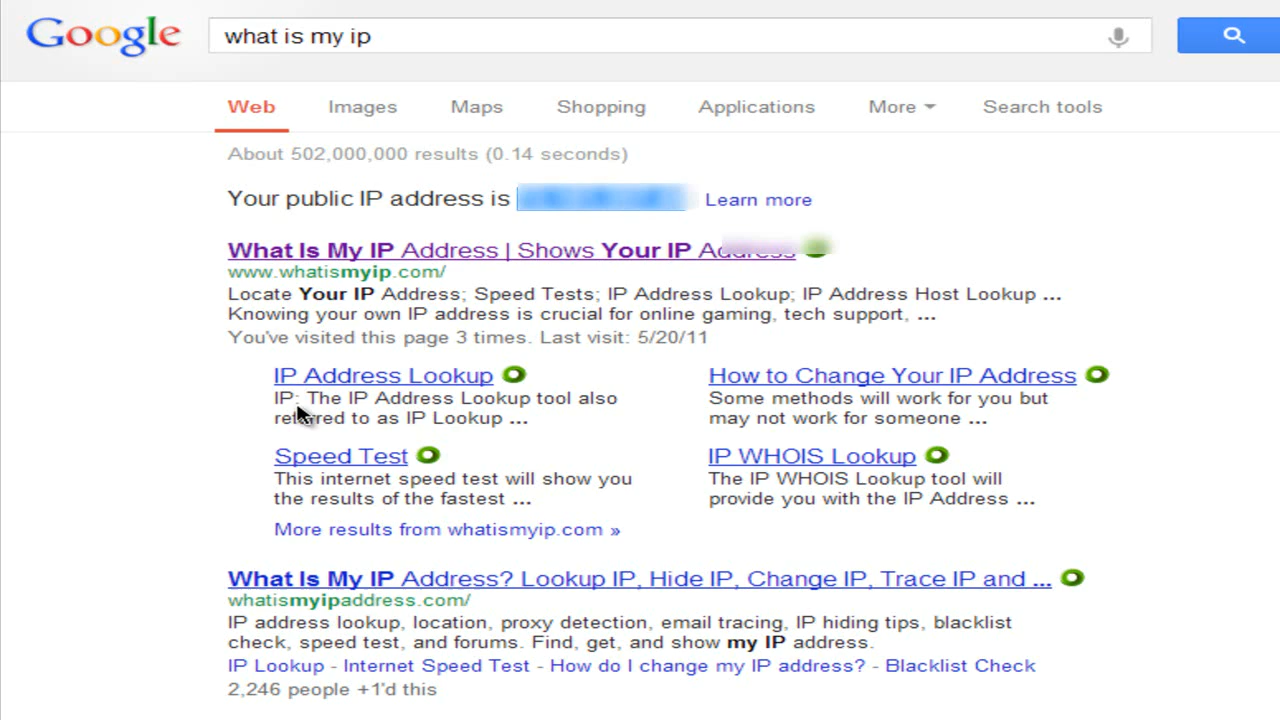 Google
what is my ip
Web Images Maps Shopping Applications More Search tools
About 502,000,000 results (0.14 seconds)
Your public IP address is Learn more
What Is My IP Address | Shows Your IP Address
www.whatismyip.com/
Locate Your IP Address; Speed Tests; IP Address Lookup; IP Address Host Lookup ...
Knowing your own IP address is crucial for online gaming, tech support, ...
You've visited this page 3 times. Last visit: 5/20/11
IP Address Lookup
IP: The IP Address Lookup tool also
referred to as IP Lookup ...
How to Change Your IP Address
Some methods will work for you but
may not work for someone ...
Speed Test
This internet speed test will show you
the results of the fastest ...
IP WHOIS Lookup
The IP WHOIS Lookup tool will
provide you with the IP Address ...
More results from whatismyip.com »
What Is My IP Address? Lookup IP, Hide IP, Change IP, Trace IP and ...
whatismyipaddress.com/
IP address lookup, location, proxy detection, email tracing, IP hiding tips, blacklist
check, speed test, and forums. Find, get, and show my IP address.
IP Lookup - Internet Speed Test - How do I change my IP address? - Blacklist Check
2,246 people +1'd this